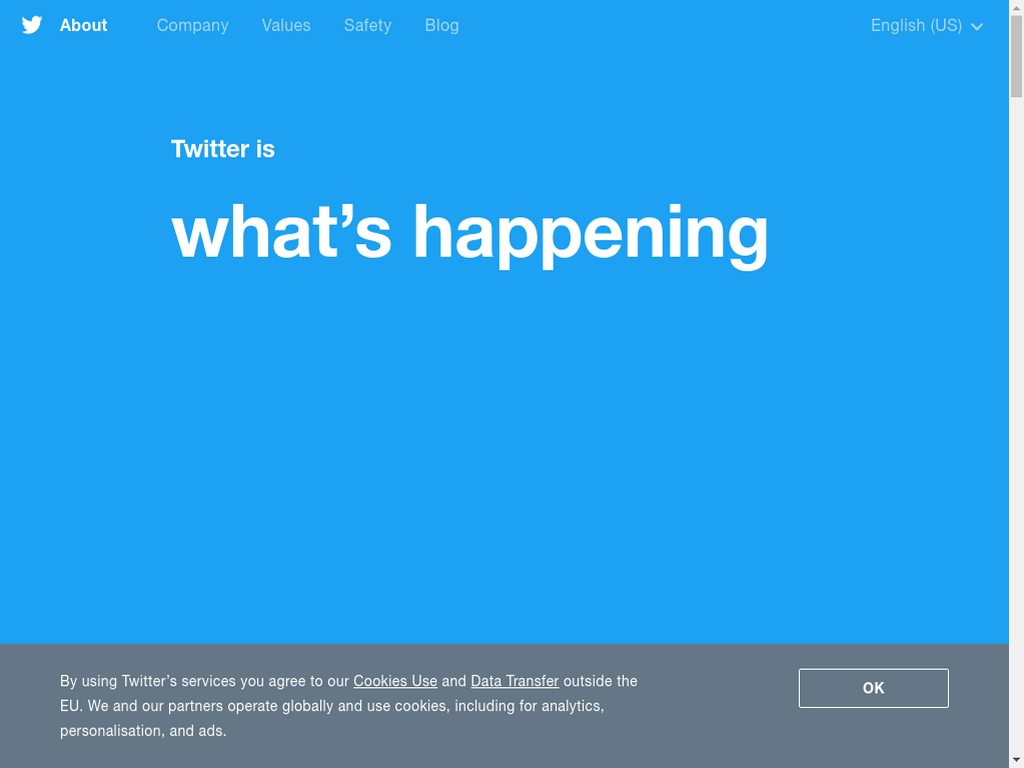 About Company Values Safety Blog English (US)
Twitter is
what’s happening
By using Twitter’s services you agree to our Cookies Use and Data Transfer outside the
EU. We and our partners operate globally and use cookies, including for analytics,
personalisation, and ads.
OK